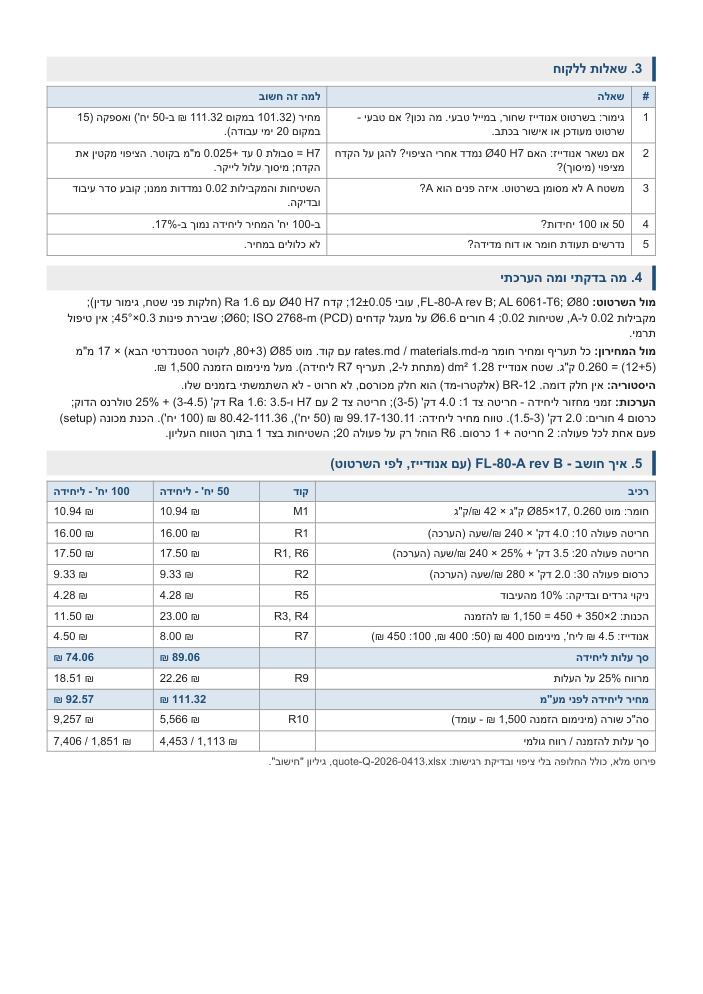 3. שאלות ללקוח
# שאלה למה זה חשוב
1 גימור: בשרטוט אנודייז שחור, במייל טבעי. מה נכון? אם טבעי - מחיר (101.32 במקום 111.32 ₪ ב-50 יח') ואספקה (15
שרטוט מעודכן או אישור בכתב. במקום 20 ימי עבודה).
2 אם נשאר אנודייז: האם Ø40 H7 נמדד אחרי הציפוי? להגן על הקדח H7 = סבולת 0 עד +0.025 מ"מ בקוטר. הציפוי מקטין את
מציפוי (מיסוך)? הקדח; מיסוך עלול לייקר.
3 משטח A לא מסומן בשרטוט. איזה פנים הוא A? השטיחות והמקבילות 0.02 נמדדות ממנו; קובע סדר עיבוד
ובדיקה.
4 50 או 100 יחידות? ב-100 יח' המחיר ליחידה נמוך ב-17%.
5 נדרשים תעודת חומר או דוח מדידה? לא כלולים במחיר.
4. מה בדקתי ומה הערכתי
מול השרטוט: FL-80-A rev B; AL 6061-T6; Ø80, עובי 12±0.05; קדח Ø40 H7 עם Ra 1.6 (חלקות פני שטח, גימור עדין);
מקבילות 0.02 ל-A, שטיחות 0.02; 4 חורים Ø6.6 על מעגל קדחים (PCD) Ø60; ISO 2768-m; שבירת פינות 0.3×45°; אין טיפול
תרמי.
מול המחירון: כל תעריף ומחיר חומר מ-rates.md / materials.md עם קוד. מוט Ø85 (80+3, לקוטר הסטנדרטי הבא) × 17 מ"מ
(12+5) = 0.260 ק"ג. שטח אנודייז 1.28 dm² (מתחת ל-2, תעריף R7 ליחידה). מעל מינימום הזמנה 1,500 ₪.
היסטוריה: אין חלק דומה. BR-12 (אלקטרו-מד) הוא חלק מכורסם, לא חרוט - לא השתמשתי בזמנים שלו.
הערכות: זמני מחזור ליחידה - חריטה צד 1: 4.0 דק' (3-5); חריטה צד 2 עם H7 ו-Ra 1.6: 3.5 דק' (3-4.5) + 25% טולרנס הדוק;
כרסום 4 חורים: 2.0 דק' (1.5-3). טווח מחיר ליחידה: 99.17-130.11 ₪ (50 יח'), 80.42-111.36 ₪ (100 יח'). הכנת מכונה (setup)
פעם אחת לכל פעולה: 2 חריטה + 1 כרסום. R6 הוחל רק על פעולה 20; השטיחות בצד 1 בתוך הטווח העליון.
5. איך חושב - FL-80-A rev B (עם אנודייז, לפי השרטוט)
רכיב קוד 50 יח' - ליחידה 100 יח' - ליחידה
חומר: מוט Ø85×17, 0.260 ק"ג × 42 ₪/ק"ג M1 10.94 ₪ 10.94 ₪
חריטה פעולה 10: 4.0 דק' × 240 ₪/שעה (הערכה) R1 16.00 ₪ 16.00 ₪
חריטה פעולה 20: 3.5 דק' + 25% × 240 ₪/שעה (הערכה) R1, R6 17.50 ₪ 17.50 ₪
כרסום פעולה 30: 2.0 דק' × 280 ₪/שעה (הערכה) R2 9.33 ₪ 9.33 ₪
ניקוי גרדים ובדיקה: 10% מהעיבוד R5 4.28 ₪ 4.28 ₪
הכנות: 2×350 + 450 = 1,150 ₪ להזמנה R3, R4 23.00 ₪ 11.50 ₪
אנודייז: 4.5 ₪ ליח', מינימום 400 ₪ (50: 400 ₪, 100: 450 ₪) R7 8.00 ₪ 4.50 ₪
סך עלות ליחידה 89.06 ₪ 74.06 ₪
מרווח 25% על העלות R9 22.26 ₪ 18.51 ₪
מחיר ליחידה לפני מע"מ 111.32 ₪ 92.57 ₪
סה"כ שורה (מינימום הזמנה 1,500 ₪ - עומד) R10 5,566 ₪ 9,257 ₪
סך עלות להזמנה / רווח גולמי 4,453 / 1,113 ₪ 7,406 / 1,851 ₪
פירוט מלא, כולל החלופה בלי ציפוי ובדיקת רגישות: quote-Q-2026-0413.xlsx, גיליון "חישוב".